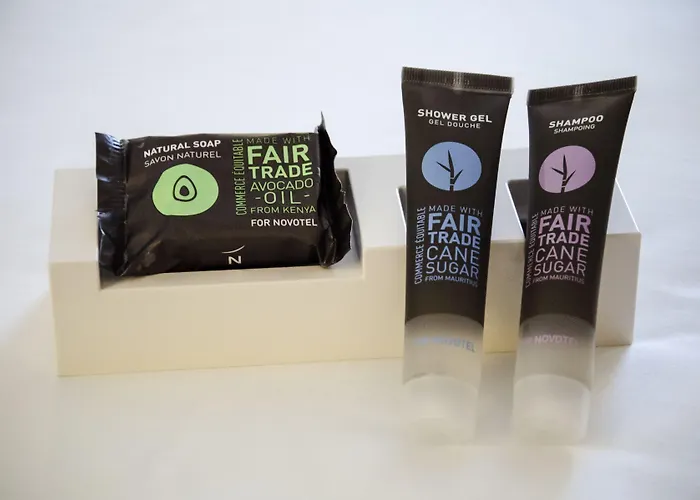 NATURAL SOAP
SAVON NATUREL
COMMERCE ÉQUITABLE
MADE WITH
FAIR
TRADE
AVOCADO
-OIL-
FROM KENYA
FOR NOVOTEL
N
SHOWER GEL
GEL DOUCHE
COMMERCE ÉQUITABLE
MADE WITH
FAIR
TRADE
CANE
SUGAR
FROM MAURITIUS
NOVOTEL
SHAMPOO
SHAMPOING
COMMERCE ÉQUITABLE
MADE WITH
FAIR
TRADE
CANE
SUGAR
FROM MAURITIUS
NOVOTEL